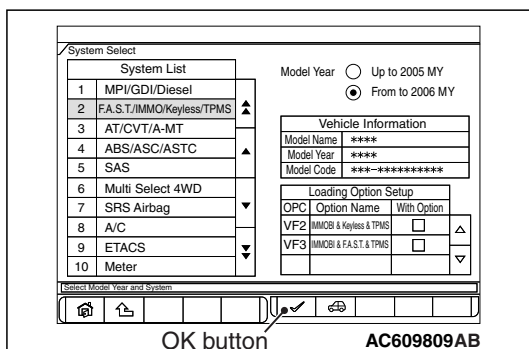 System Select
System List
1 MPI/GDI/Diesel
2 F.A.S.T./IMMO/Keyless/TPMS
3 AT/CVT/A-MT
4 ABS/ASC/ASTC
5 SAS
6 Multi Select 4WD
7 SRS Airbag
8 A/C
9 ETACS
10 Meter
Model Year Up to 2005 MY
From to 2006 MY
Vehicle Information
Model Name ****
Model Year ****
Model Code ***-**********
Loading Option Setup
OPC Option Name With Option
VF2 IMMOBI & Keyless & TPMS
VF3 IMMOBI & F.A.S.T. & TPMS
Select Model Year and System
OK button
AC609809AB